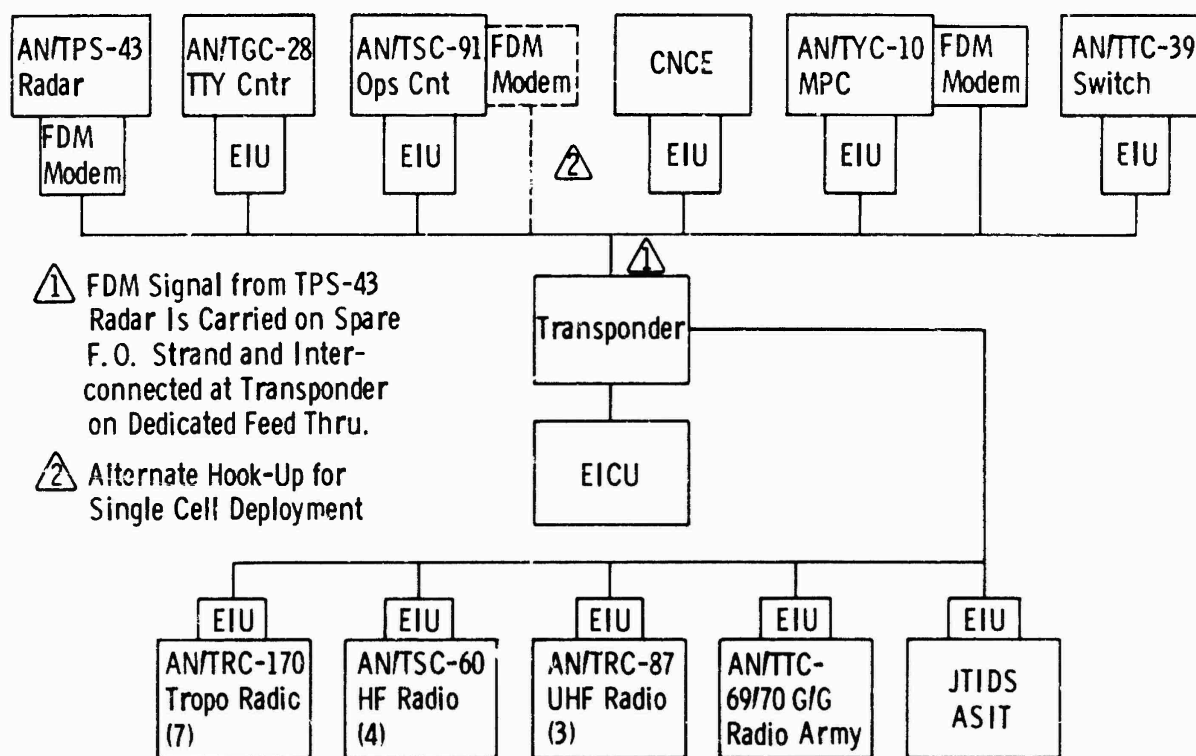 AN/TPS-43
Radar
FDM
Modem
AN/TGC-28
TTY Cntr
EIU
AN/TSC-91
Ops Cnt
FDM
Modem
EIU
2
CNCE
EIU
AN/TYC-10
MPC
FDM
Modem
EIU
AN/TTC-39
Switch
EIU
1
Transponder
EICU
1 FDM Signal from TPS-43
Radar Is Carried on Spare
F.O. Strand and Inter-
connected at Transponder
on Dedicated Feed Thru.
2 Alternate Hook-Up for
Single Cell Deployment
EIU
AN/TRC-170
Tropo Radio
(7)
EIU
AN/TSC-60
HF Radio
(4)
EIU
AN/TRC-87
UHF Radio
(3)
EIU
AN/TTC-
69/70 G/G
Radio Army
EIU
JTIDS
ASIT